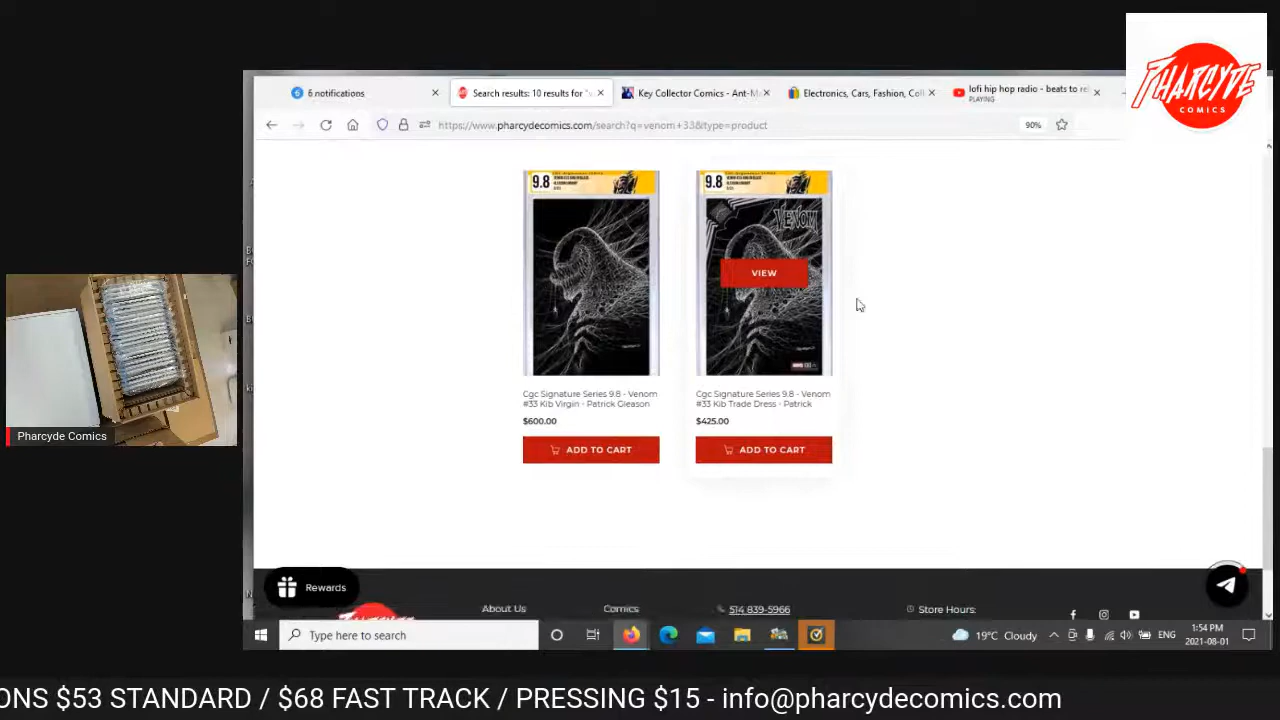 PHARCYDE
COMICS
6 notifications
Search results: 10 results for "v
Key Collector Comics - Ant-Ma
Electronics, Cars, Fashion, Coll
lofi hip hop radio - beats to re
PLAYING
https://www.pharcydecomics.com/search?q=venom+33&type=product
90%
9.8
9.8
VENOM
VIEW
Cgc Signature Series 9.8 - Venom
#33 Kib Virgin - Patrick Gleason
$600.00
ADD TO CART
Cgc Signature Series 9.8 - Venom
#33 Kib Trade Dress - Patrick
$425.00
ADD TO CART
Pharcyde Comics
Rewards
About Us
Comics
514 839-5966
Store Hours:
Type here to search
19°C Cloudy
ENG
1:54 PM
2021-08-01
ONS $53 STANDARD / $68 FAST TRACK / PRESSING $15 - info@pharcydecomics.com